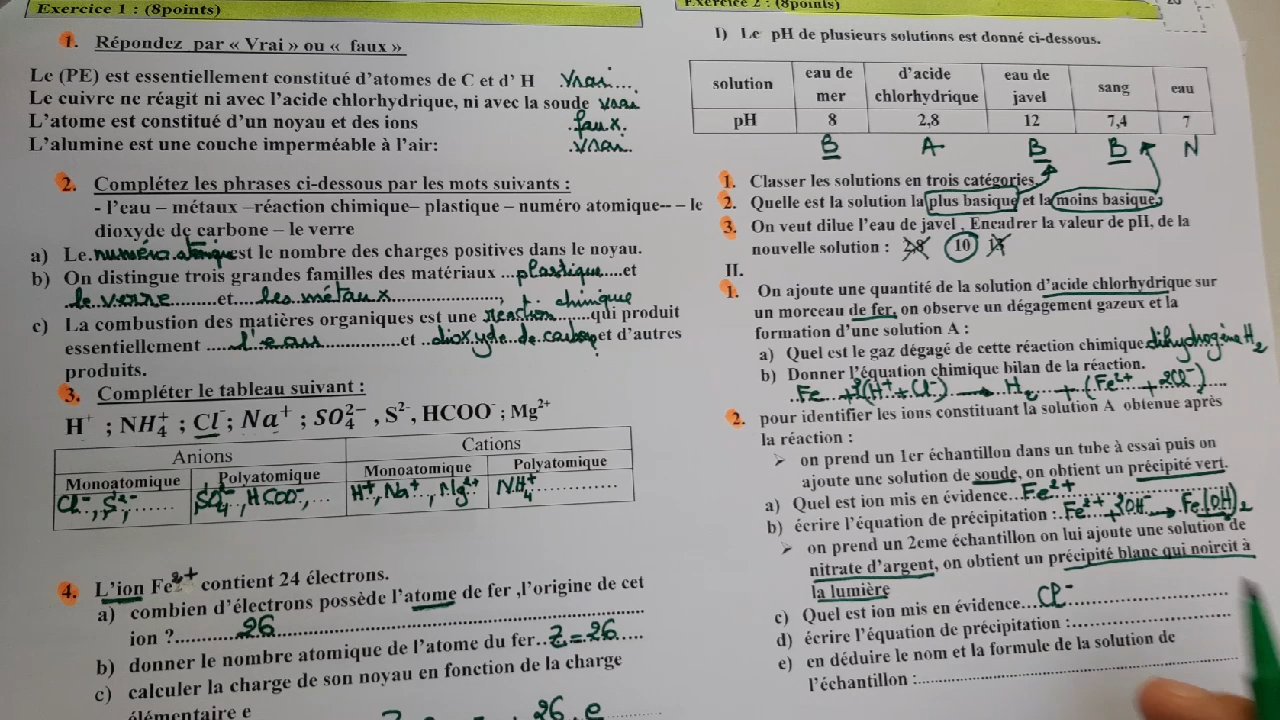 Exercice 1 : (8points)
1. Répondez par « Vrai » ou « faux »
Le (PE) est essentiellement constitué d'atomes de C et d' H Vrai....
Le cuivre ne réagit ni avec l'acide chlorhydrique, ni avec la soude vrai
L'atome est constitué d'un noyau et des ions .faux.
L'alumine est une couche imperméable à l'air: .vrai.
2. Complétez les phrases ci-dessous par les mots suivants :
- l'eau – métaux –réaction chimique– plastique – numéro atomique-- – le
dioxyde de carbone – le verre
a) Le.numéro atomique est le nombre des charges positives dans le noyau.
b) On distingue trois grandes familles des matériaux ...plastique....et
le verre.........et....les métaux......................,
c) La combustion des matières organiques est une réaction chimique.......qui produit
essentiellement .....l'eau................et ..dioxyde de carbone et d'autres
produits.
3. Compléter le tableau suivant :
H⁺ ; NH₄⁺ ; Cl⁻; Na⁺ ; SO₄²⁻ , S²⁻, HCOO⁻ ; Mg²⁺
Anions Cations
Monoatomique Polyatomique Monoatomique Polyatomique
Cl⁻, S²⁻, ...... SO₄²⁻, HCOO⁻, ... H⁺, Na⁺, Mg²⁺ NH₄⁺..............
4. L'ion Fe²⁺ contient 24 électrons.
a) combien d'électrons possède l'atome de fer ,l'origine de cet
ion ?............26............
b) donner le nombre atomique de l'atome du fer..Z=26....
c) calculer la charge de son noyau en fonction de la charge
élémentaire e
26.e
Exercice 2 : (8points)
I) Le pH de plusieurs solutions est donné ci-dessous.
solution eau de mer d'acide chlorhydrique eau de javel sang eau
pH 8 2,8 12 7,4 7
B A B B N
1. Classer les solutions en trois catégories.
2. Quelle est la solution la plus basique et la moins basique.
3. On veut dilue l'eau de javel . Encadrer la valeur de pH, de la
nouvelle solution : 2,8 10 13
II.
1. On ajoute une quantité de la solution d'acide chlorhydrique sur
un morceau de fer, on observe un dégagement gazeux et la
formation d'une solution A :
a) Quel est le gaz dégagé de cette réaction chimique dihydrogène H₂
b) Donner l'équation chimique bilan de la réaction.
Fe + 2(H⁺ + Cl⁻) → H₂ + (Fe²⁺ + 2Cl⁻)
2. pour identifier les ions constituant la solution A obtenue après
la réaction :
➢ on prend un 1er échantillon dans un tube à essai puis on
ajoute une solution de soude, on obtient un précipité vert.
a) Quel est ion mis en évidence...Fe²⁺....................
b) écrire l'équation de précipitation :..Fe²⁺ + 2OH⁻ → Fe(OH)₂
➢ on prend un 2eme échantillon on lui ajoute une solution de
nitrate d'argent, on obtient un précipité blanc qui noircit à
la lumière
c) Quel est ion mis en évidence...Cl⁻............................
d) écrire l'équation de précipitation :............................
e) en déduire le nom et la formule de la solution de
l'échantillon :............................